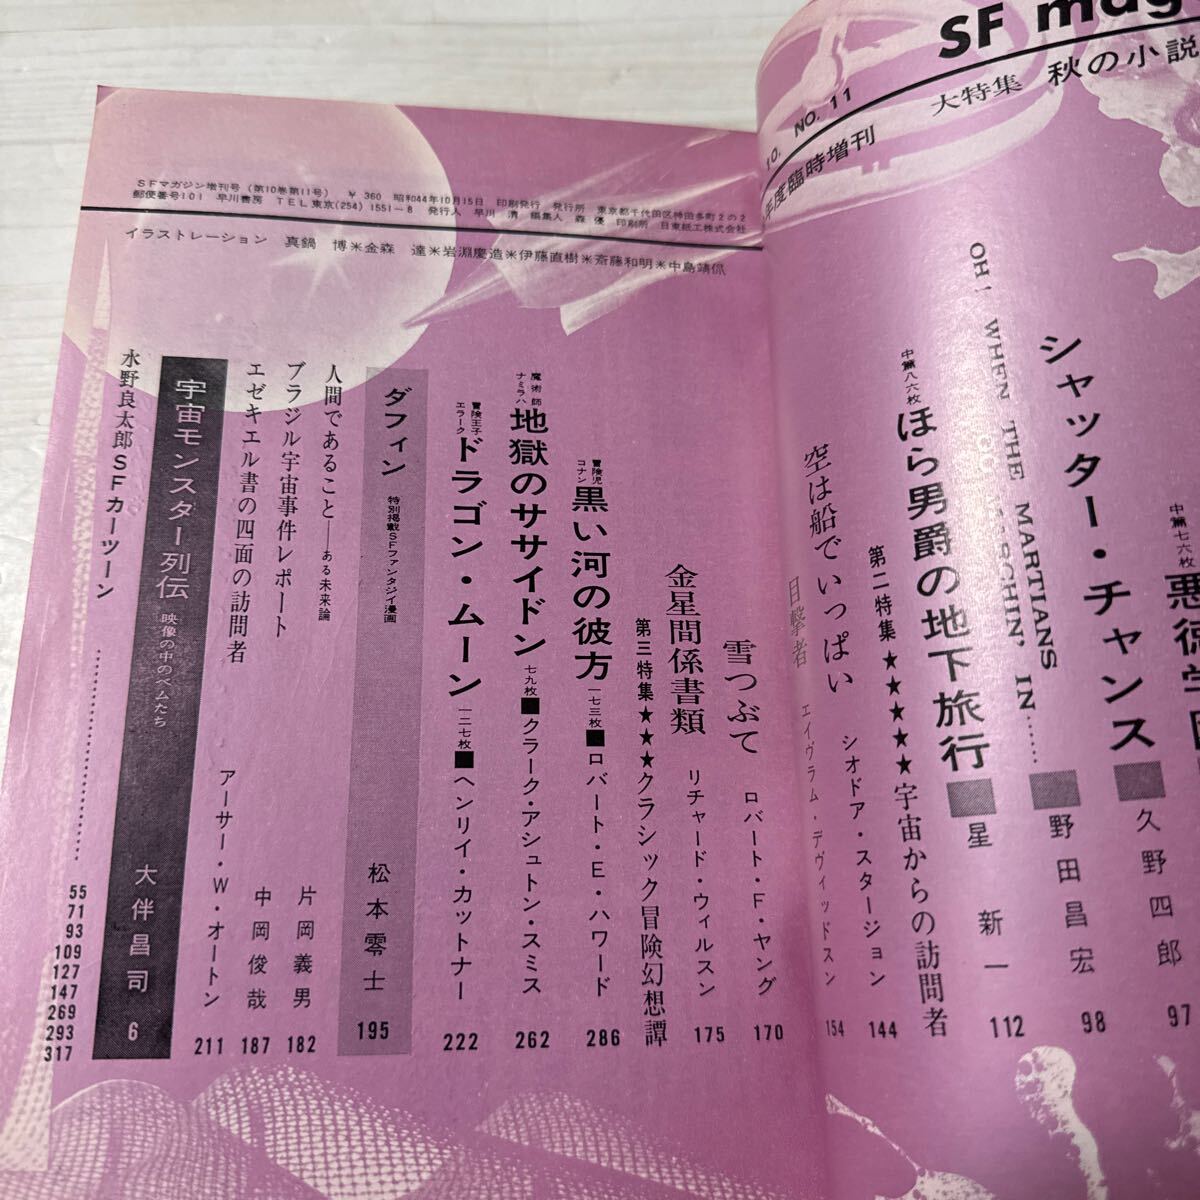 SF mag
大特集 秋の小説
10. NO. 11
年度臨時増刊
中篇七六枚
97
シャッター・チャンス ■ 久野四郎
OH! WHEN THE MARTIANS
MARCHIN' IN…… ■ 野田昌宏 98
中篇八六枚 ほら男爵の地下旅行 ■ 星 新一 112
第二特集★★★★★宇宙からの訪問者
空は船でいっぱい シオドア・スタージョン 144
目撃者 エイヴラム・デヴィッドスン 154
雪つぶて ロバート・F・ヤング 170
金星関係書類 リチャード・ウィルスン 175
第三特集★★★クラシック冒険幻想譚
冒険児コナン 黒い河の彼方 一七三枚 ■ ロバート・E・ハワード 286
魔術師ナミラハ 地獄のササイドン 七九枚 ■ クラーク・アシュトン・スミス 262
冒険王子エラーク ドラゴン・ムーン 一二七枚 ■ ヘンリイ・カットナー 222
ダフィン 特別掲載SFファンタジイ漫画 松本零士 195
人間であること――ある未来論 片岡義男 182
ブラジル宇宙事件レポート 中岡俊哉 187
エゼキエル書の四面の訪問者 アーサー・W・オートン 211
宇宙モンスター列伝 映像の中のベムたち 大伴昌司 6
水野良太郎SFカーツーン
55
71
93
109
127
147
269
293
317
SFマガジン増刊号（第10巻第11号） ￥360 昭和44年10月15日 印刷発行 発行所 東京都千代田区神田多町2の2
郵便番号101 早川書房 TEL東京(254)1551－8 発行人 早川 清 編集人 森 優 印刷所 日東紙工株式会社
イラストレーション 真鍋 博＊金森 達＊岩淵慶造＊伊藤直樹＊斎藤和明＊中島靖侃